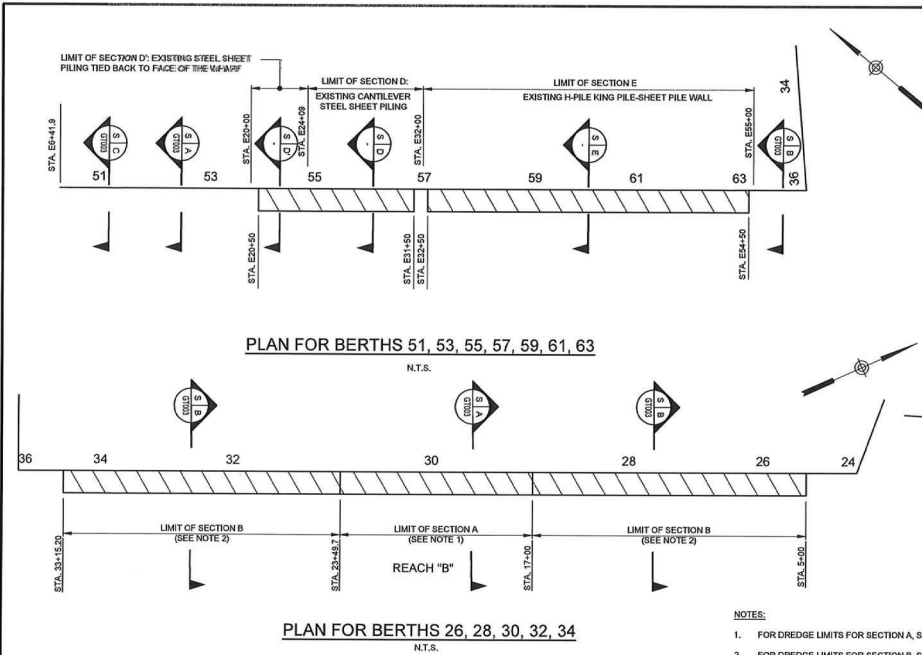 LIMIT OF SECTION D': EXISTING STEEL SHEET
PILING TIED BACK TO FACE OF THE WHARF
LIMIT OF SECTION D:
EXISTING CANTILEVER
STEEL SHEET PILING
LIMIT OF SECTION E
EXISTING H-PILE KING PILE-SHEET PILE WALL
34
STA. E6+41.9
STA. E20+00
STA. E24+09
STA. E32+00
STA. E55+00
S C GT003
S A GT003
S D' -
S D -
S E -
S B GT003
51 53 55 57 59 61 63 36
STA. E20+50
STA. E31+50
STA. E32+50
STA. E54+50
PLAN FOR BERTHS 51, 53, 55, 57, 59, 61, 63
N.T.S.
S B GT003
S A GT003
S B GT003
36 34 32 30 28 26 24
LIMIT OF SECTION B
(SEE NOTE 2)
LIMIT OF SECTION A
(SEE NOTE 1)
LIMIT OF SECTION B
(SEE NOTE 2)
STA. 33+15.20
STA. 23+49.7
REACH "B"
STA. 17+00
STA. 5+00
PLAN FOR BERTHS 26, 28, 30, 32, 34
N.T.S.
NOTES:
1. FOR DREDGE LIMITS FOR SECTION A, S
2. FOR DREDGE LIMITS FOR SECTION B, S